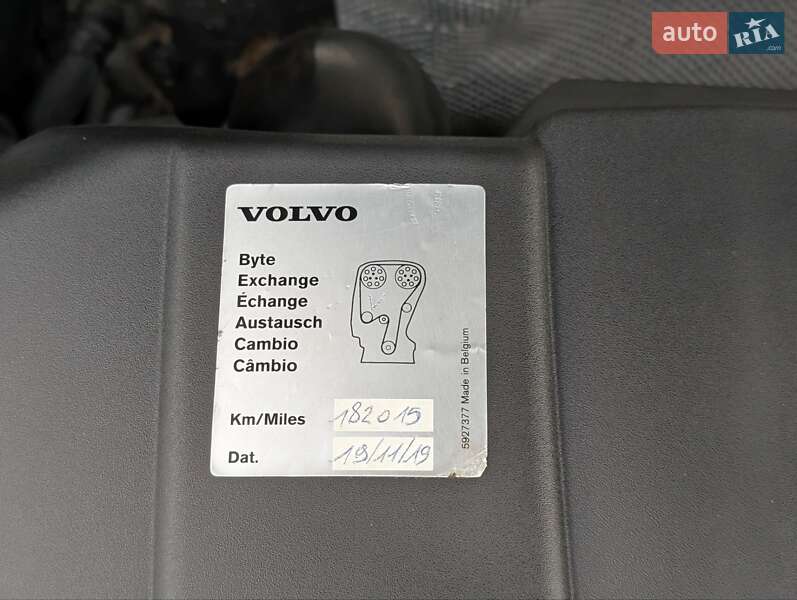 auto RIA.com
VOLVO
Byte
Exchange
Échange
Austausch
Cambio
Câmbio
Km/Miles 182015
Dat. 19/11/19
5927377 Made in Belgium